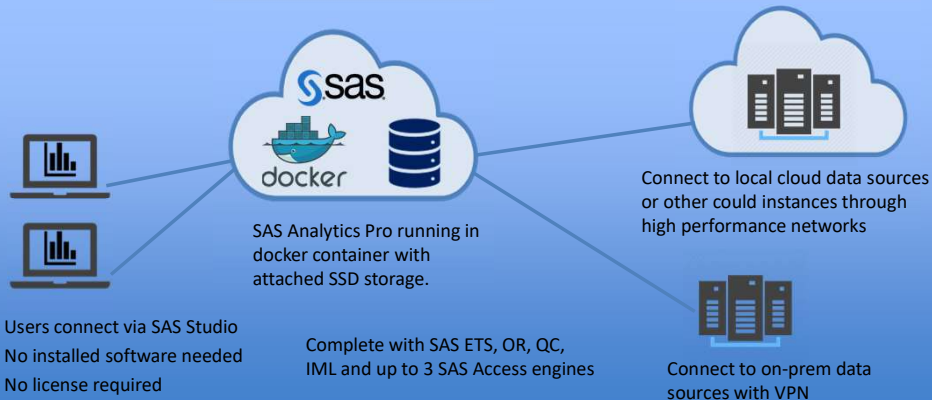 sas
docker
SAS Analytics Pro running in
docker container with
attached SSD storage.
Users connect via SAS Studio
No installed software needed
No license required
Complete with SAS ETS, OR, QC,
IML and up to 3 SAS Access engines
Connect to local cloud data sources
or other could instances through
high performance networks
Connect to on-prem data
sources with VPN